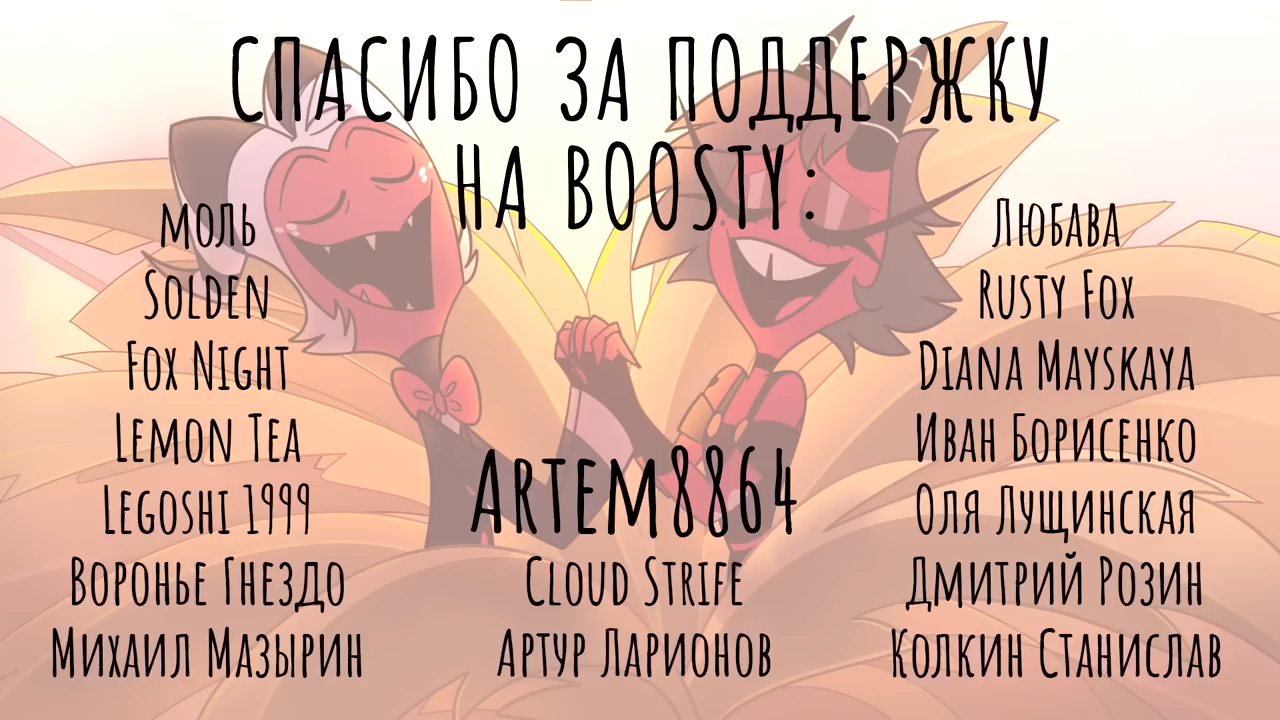 СПАСИБО ЗА ПОДДЕРЖКУ
НА BOOSTY:
моль
Solden
Fox Night
Lemon Tea
Legoshi 1999
Воронье Гнездо
Михаил Мазырин
Artem8864
Cloud Strife
Артур Ларионов
Любава
Rusty Fox
Diana Mayskaya
Иван Борисенко
Оля Лущинская
Дмитрий Розин
Колкин Станислав